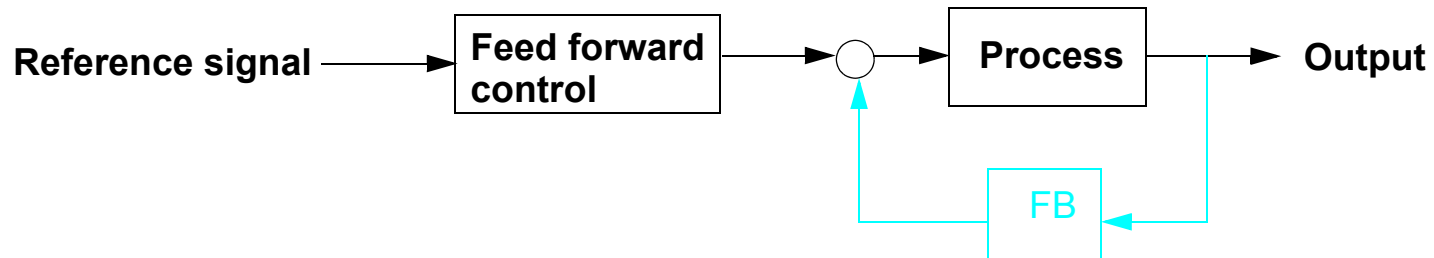 Reference signal
Feed forward
control
Process
Output
FB